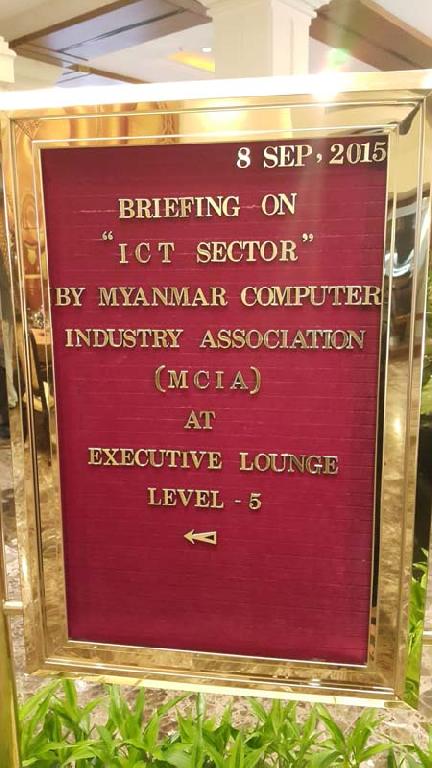 8 SEP, 2015
BRIEFING ON
"ICT SECTOR"
BY MYANMAR COMPUTER
INDUSTRY ASSOCIATION
(MCIA)
AT
EXECUTIVE LOUNGE
LEVEL - 5